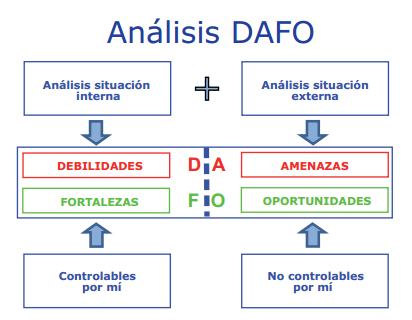 Análisis DAFO
Análisis situación
interna
Análisis situación
externa
DEBILIDADES
D A
AMENAZAS
FORTALEZAS
F O
OPORTUNIDADES
Controlables
por mí
No controlables
por mí